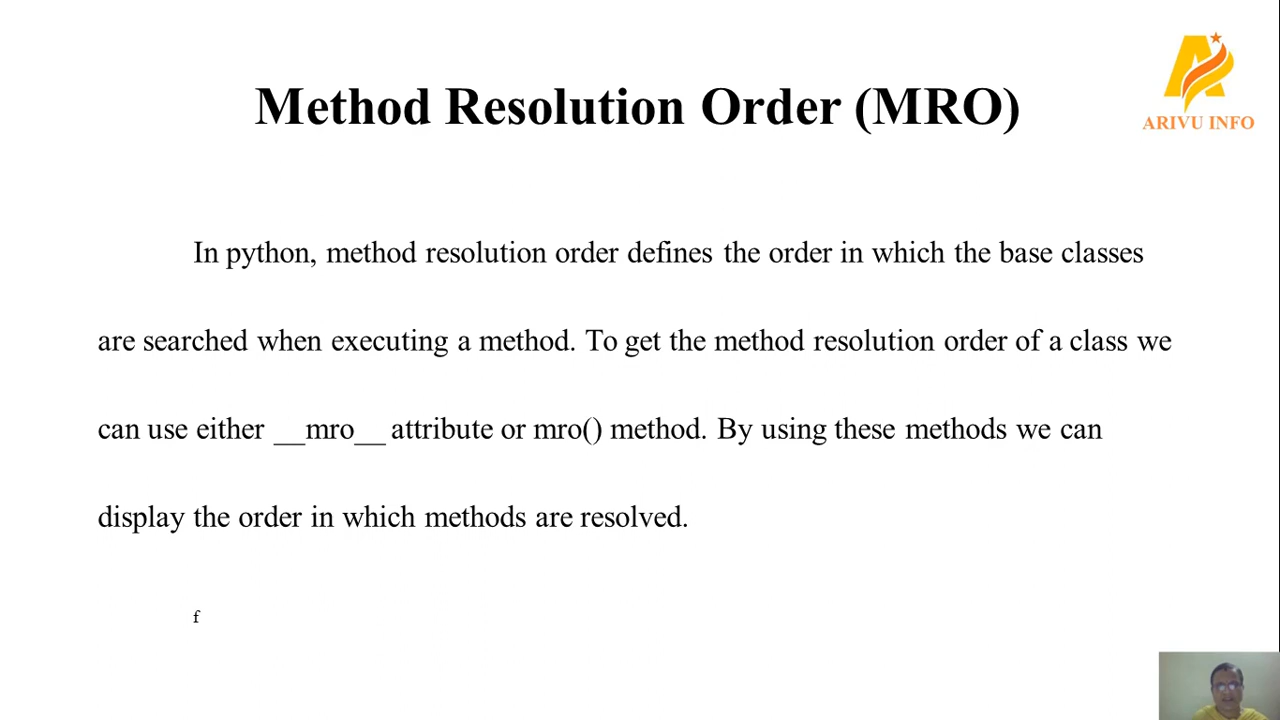 Method Resolution Order (MRO)
ARIVU INFO
In python, method resolution order defines the order in which the base classes
are searched when executing a method. To get the method resolution order of a class we
can use either __mro__ attribute or mro() method. By using these methods we can
display the order in which methods are resolved.
f